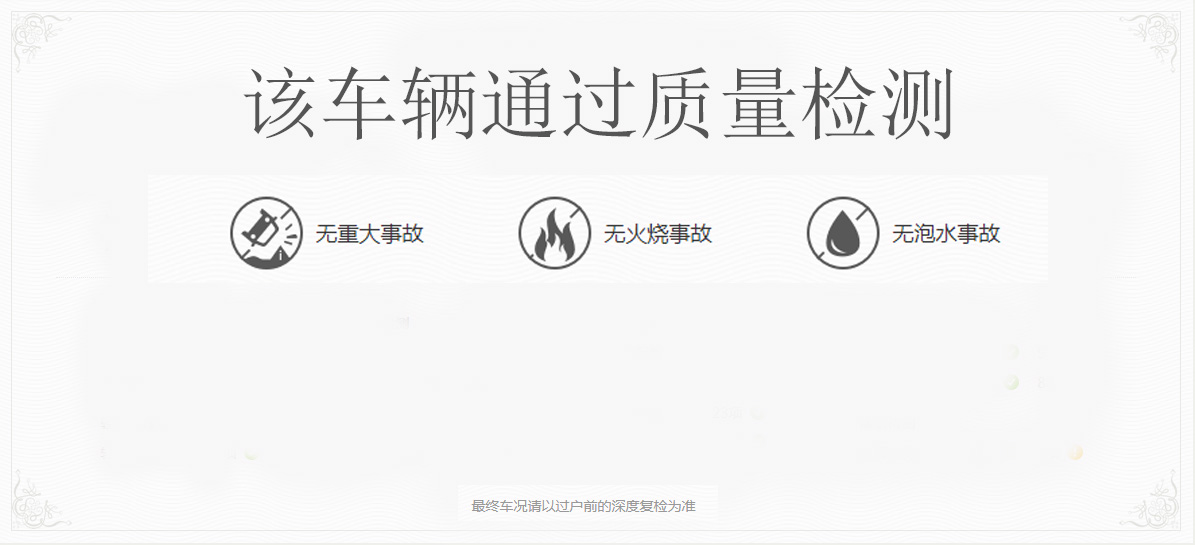 该车辆通过质量检测
无重大事故 无火烧事故 无泡水事故
最终车况请以过户前的深度复检为准